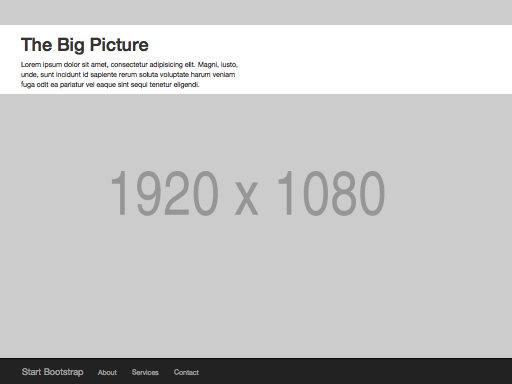 The Big Picture
Lorem ipsum dolor sit amet, consectetur adipisicing elit. Magni, iusto,
unde, sunt incidunt id sapiente rerum soluta voluptate harum veniam
fuga odit ea pariatur vel eaque sint sequi tenetur eligendi.
1920 x 1080
Start Bootstrap About Services Contact